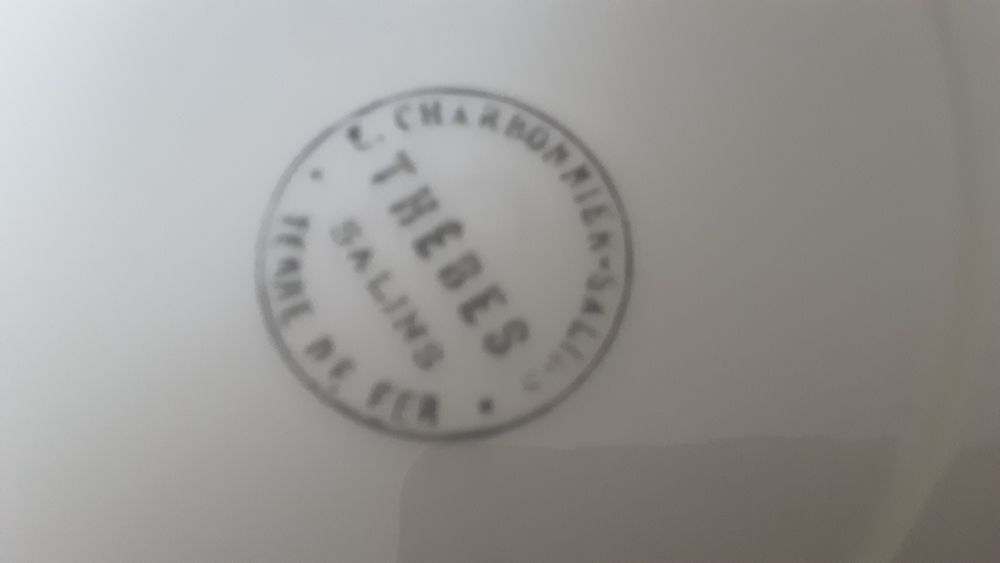 E. CHARBONNIER-SALINS
THEBES
SALINS
TERRE DE FER